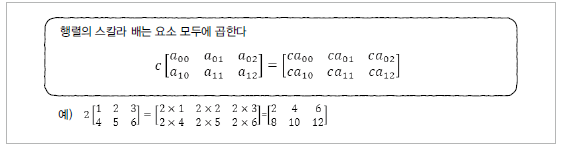 행렬의 스칼라 배는 요소 모두에 곱한다
c [a00 a01 a02] = [ca00 ca01 ca02]
[a10 a11 a12] [ca10 ca11 ca12]
예) 2 [1 2 3] = [2 × 1 2 × 2 2 × 3] = [2 4 6]
[4 5 6] [2 × 4 2 × 5 2 × 6] [8 10 12]